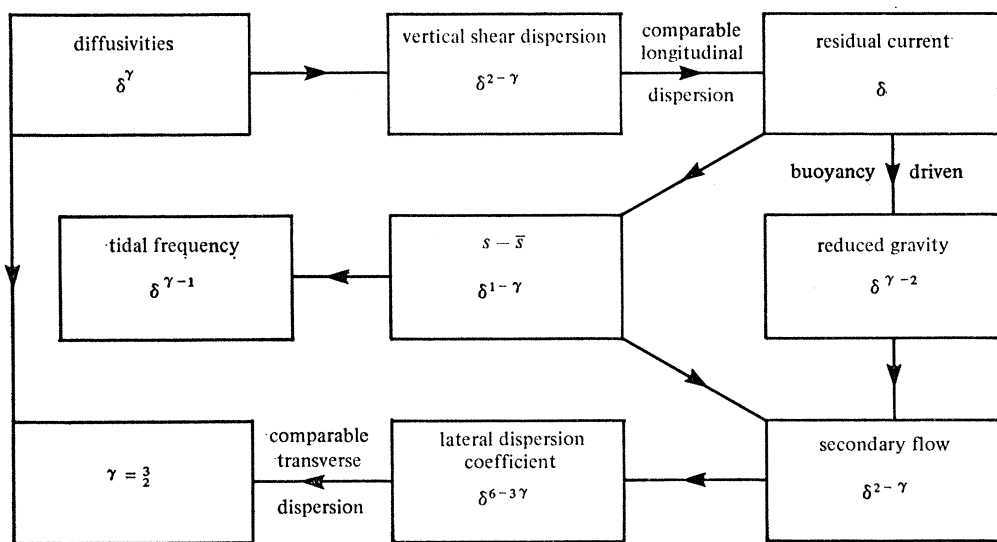 diffusivities
δ^γ
vertical shear dispersion
δ^{2 − γ}
comparable
longitudinal
dispersion
residual current
δ
buoyancy driven
tidal frequency
δ^{γ − 1}
s − s̅
δ^{1 − γ}
reduced gravity
δ^{γ − 2}
γ = 3/2
comparable
transverse
dispersion
lateral dispersion
coefficient
δ^{6 − 3γ}
secondary flow
δ^{2 − γ}